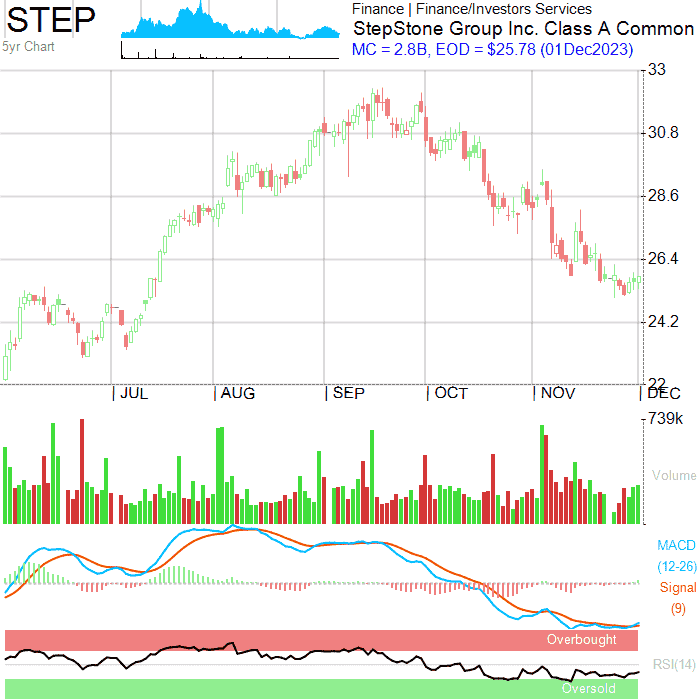 STEP
5yr Chart
Finance | Finance/Investors Services
StepStone Group Inc. Class A Common
MC = 2.8B, EOD = $25.78 (01Dec2023)
33
30.8
28.6
26.4
24.2
22
JUL AUG SEP OCT NOV DEC
739k
Volume
MACD
(12-26)
Signal
(9)
Overbought
RSI(14)
Oversold